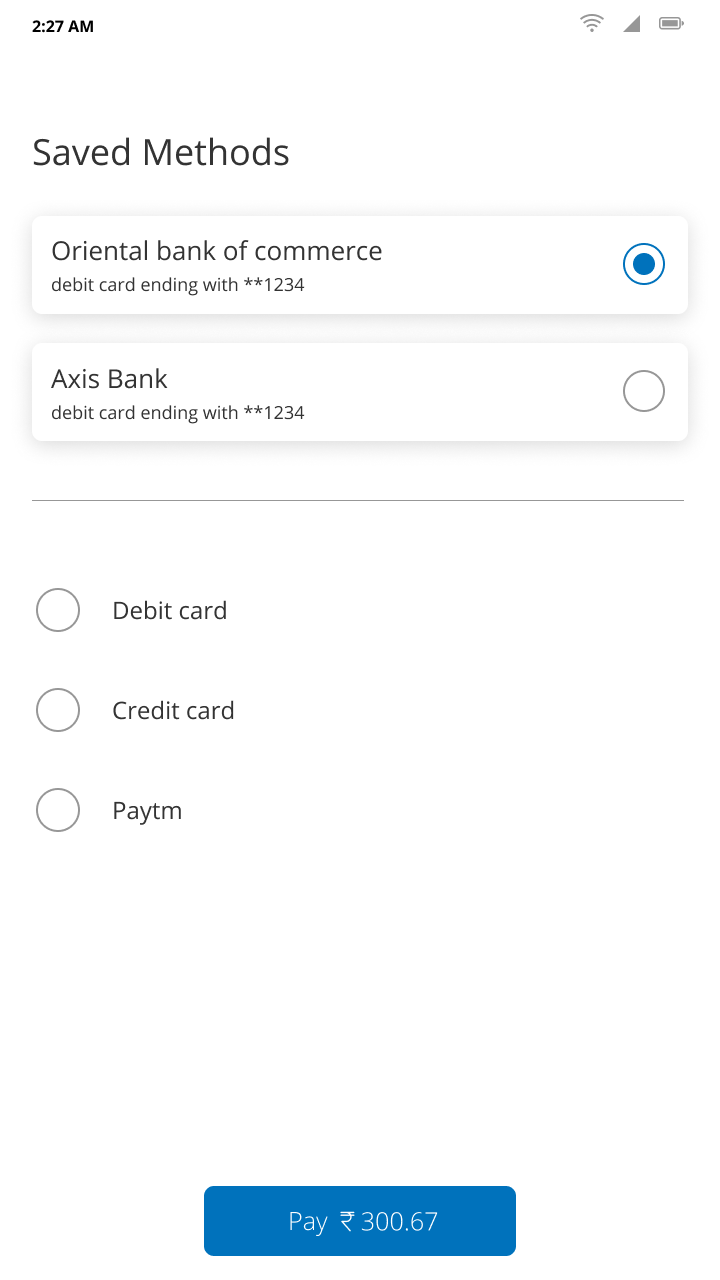 2:27 AM
Saved Methods
Oriental bank of commerce
debit card ending with **1234
Axis Bank
debit card ending with **1234
Debit card
Credit card
Paytm
Pay ₹ 300.67